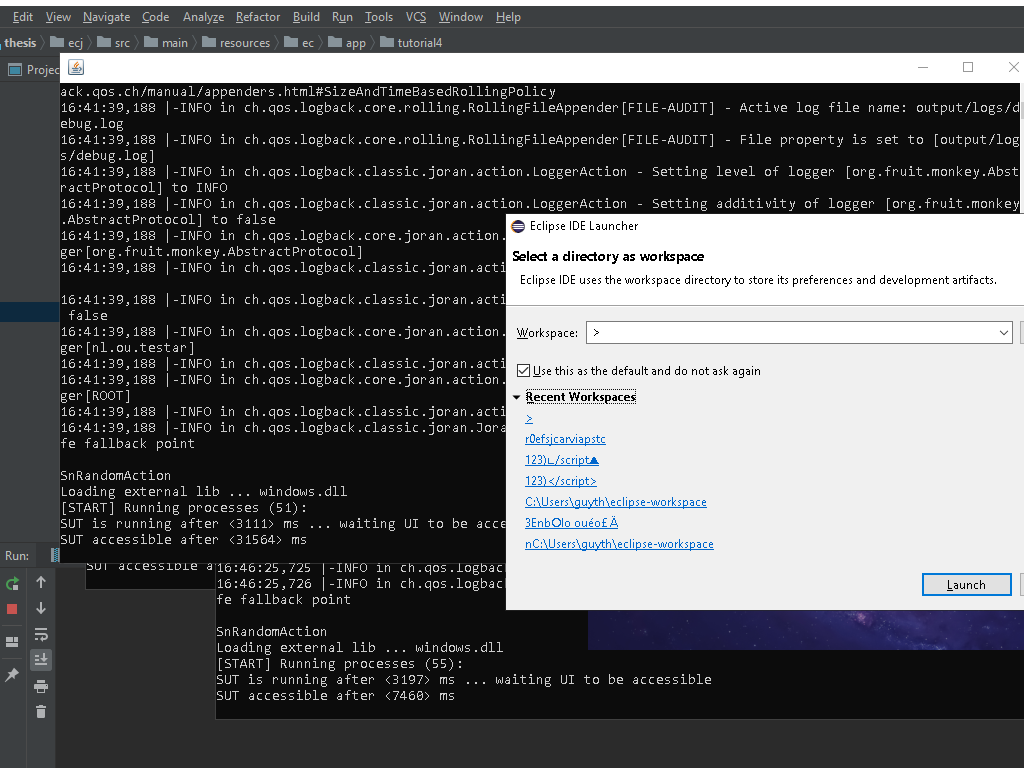 Edit View Navigate Code Analyze Refactor Build Run Tools VCS Window Help
thesis ecj src main resources ec app tutorial4
Projec
ack.qos.ch/manual/appenders.html#SizeAndTimeBasedRollingPolicy
16:41:39,188 |-INFO in ch.qos.logback.core.rolling.RollingFileAppender[FILE-AUDIT] - Active log file name: output/logs/d
ebug.log
16:41:39,188 |-INFO in ch.qos.logback.core.rolling.RollingFileAppender[FILE-AUDIT] - File property is set to [output/log
s/debug.log]
16:41:39,188 |-INFO in ch.qos.logback.classic.joran.action.LoggerAction - Setting level of logger [org.fruit.monkey.Abst
ractProtocol] to INFO
16:41:39,188 |-INFO in ch.qos.logback.classic.joran.action.LoggerAction - Setting additivity of logger [org.fruit.monkey
.AbstractProtocol] to false
16:41:39,188 |-INFO in ch.qos.logback.core.joran.action.
ger[org.fruit.monkey.AbstractProtocol]
16:41:39,188 |-INFO in ch.qos.logback.classic.joran.acti
16:41:39,188 |-INFO in ch.qos.logback.classic.joran.acti
false
16:41:39,188 |-INFO in ch.qos.logback.core.joran.action.
ger[nl.ou.testar]
16:41:39,188 |-INFO in ch.qos.logback.classic.joran.acti
16:41:39,188 |-INFO in ch.qos.logback.core.joran.action.
ger[ROOT]
16:41:39,188 |-INFO in ch.qos.logback.classic.joran.acti
16:41:39,188 |-INFO in ch.qos.logback.classic.joran.Jora
fe fallback point
SnRandomAction
Loading external lib ... windows.dll
[START] Running processes (51):
SUT is running after <3111> ms ... waiting UI to be acce
SUT accessible after <31564> ms
Eclipse IDE Launcher
Select a directory as workspace
Eclipse IDE uses the workspace directory to store its preferences and development artifacts.
Workspace: >
Use this as the default and do not ask again
Recent Workspaces
>
r0efsjcarviapstc
123)ㄴ/script▲
123)</script>
C:\Users\guyth\eclipse-workspace
3EnbOlo ouéo£Ä
nC:\Users\guyth\eclipse-workspace
Launch
Run:
SUT accessible a
16:46:25,725 |-INFO in ch.qos.logbac
16:46:25,726 |-INFO in ch.qos.logbac
fe fallback point
SnRandomAction
Loading external lib ... windows.dll
[START] Running processes (55):
SUT is running after <3197> ms ... waiting UI to be accessible
SUT accessible after <7460> ms